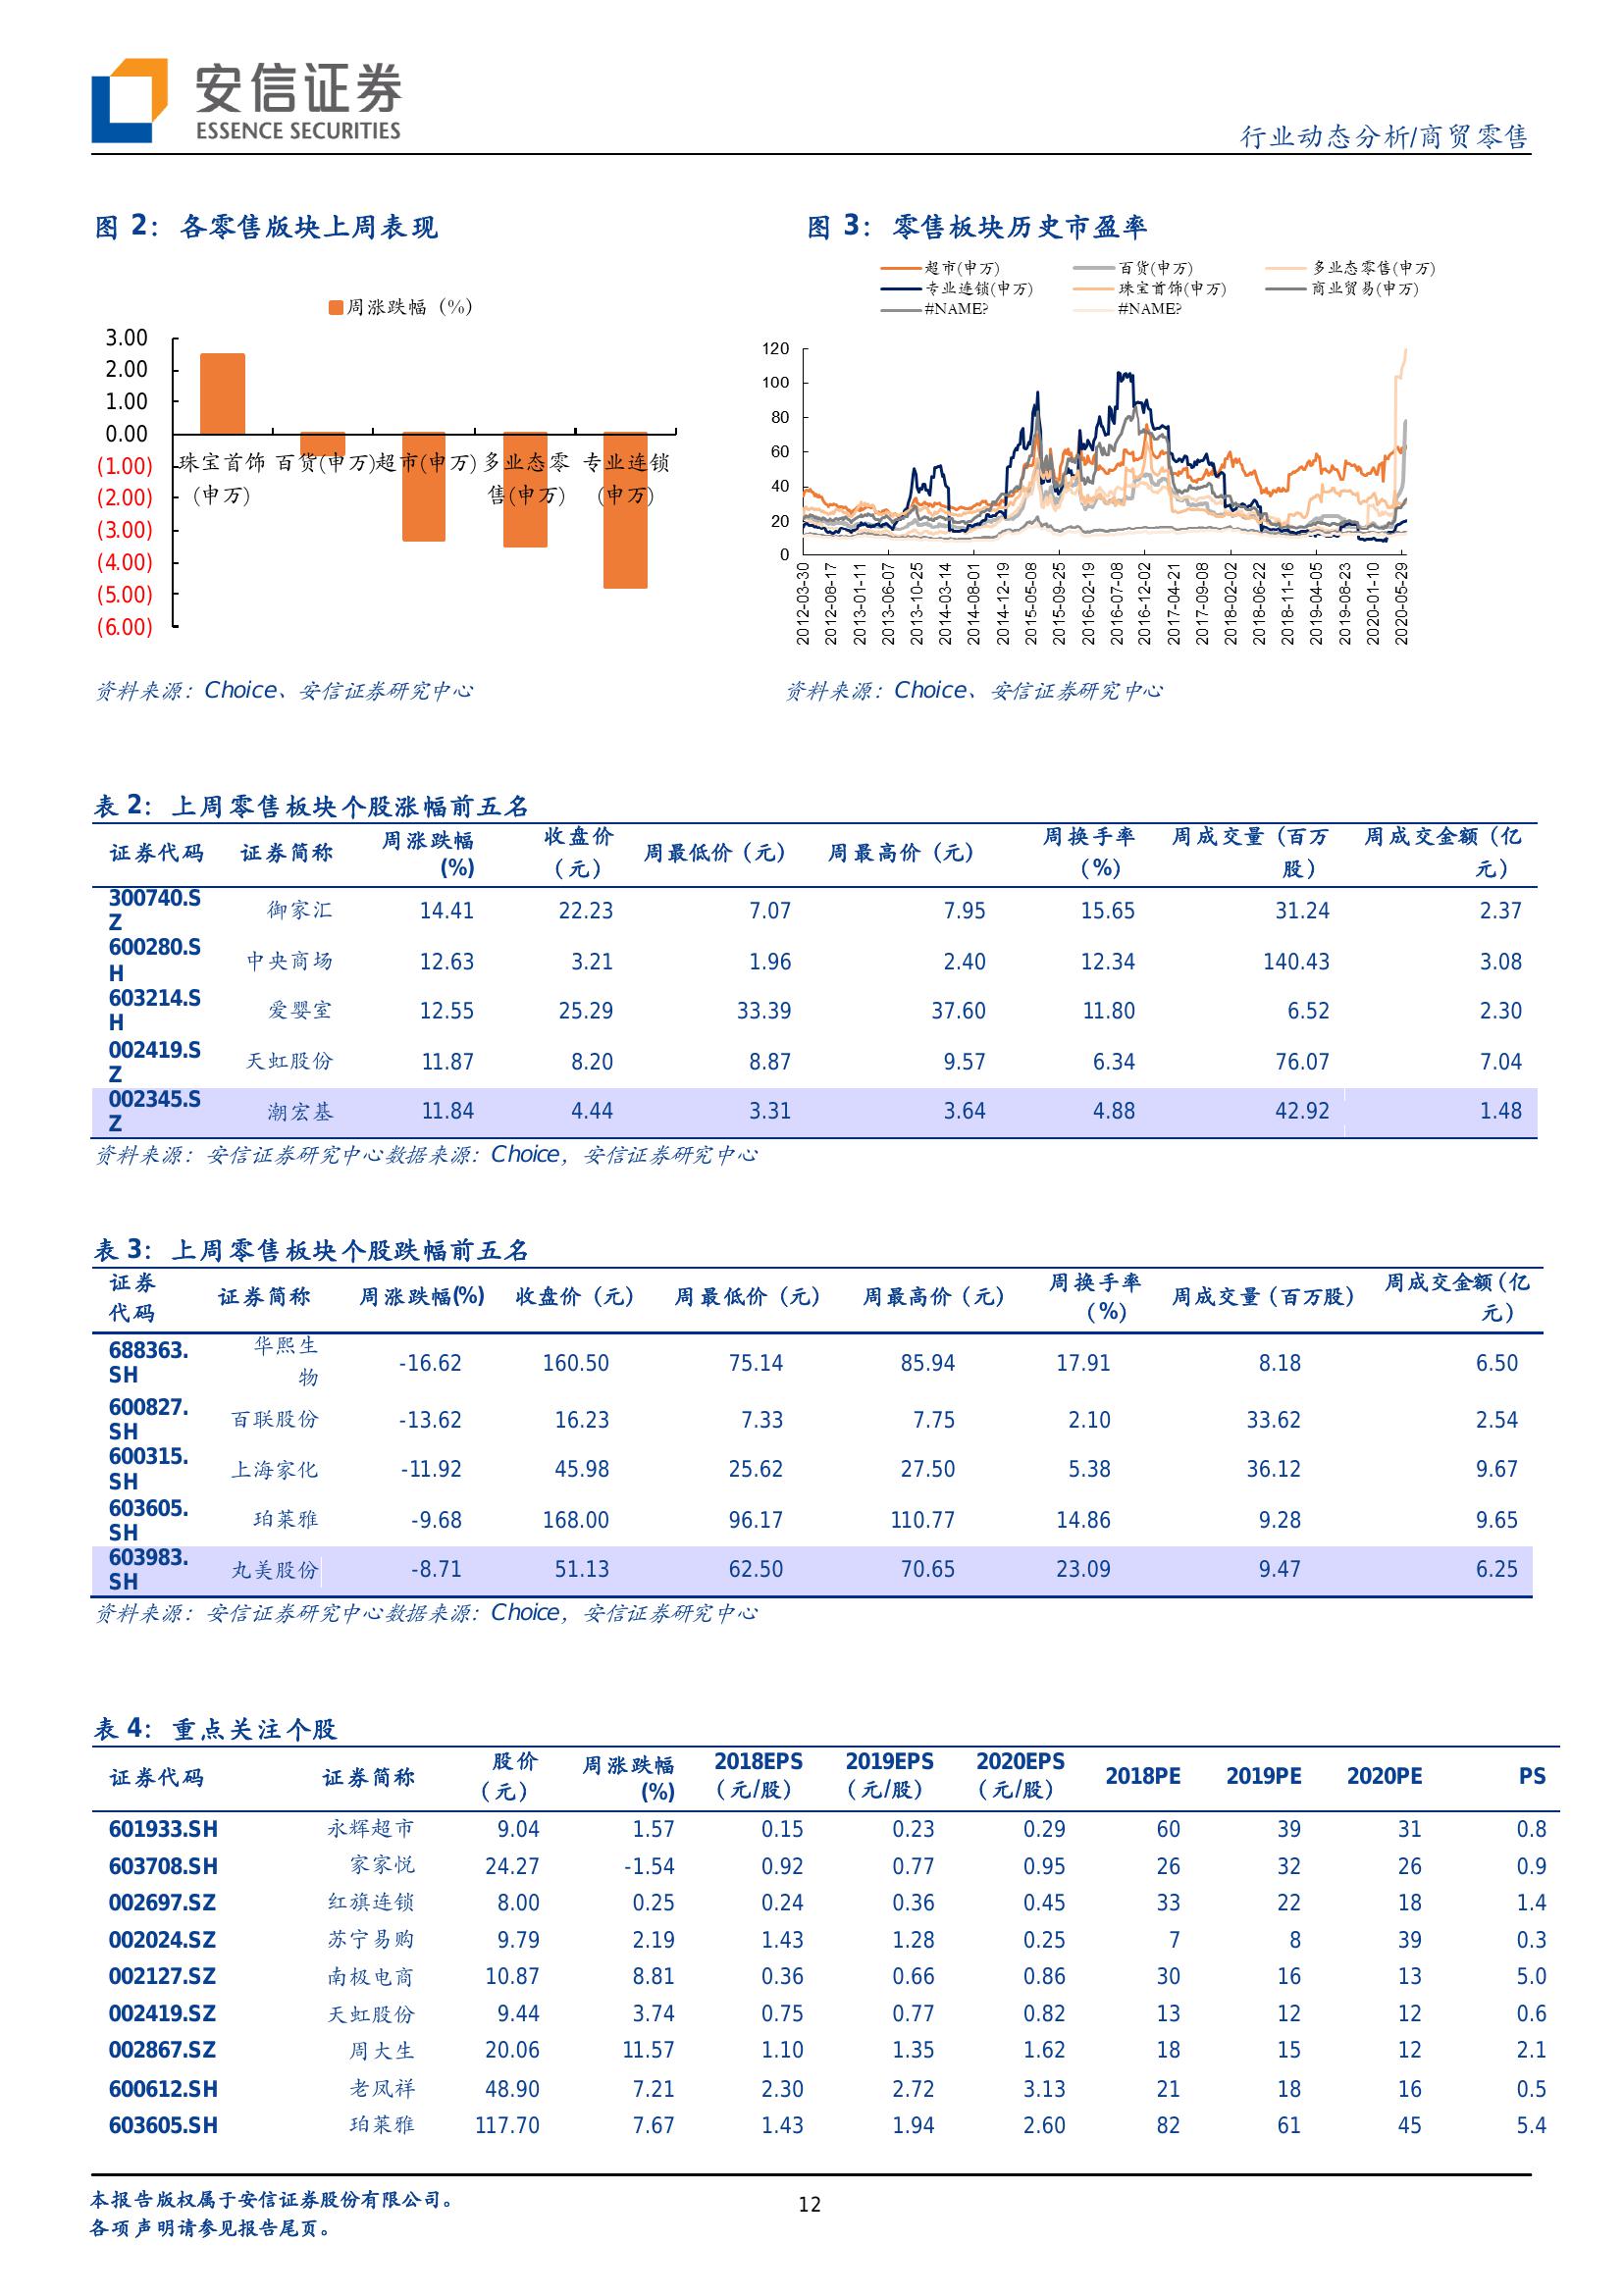 安信证券
ESSENCE SECURITIES
行业动态分析/商贸零售
图 2：各零售版块上周表现
周涨跌幅（%）
3.00
2.00
1.00
0.00
(1.00)
(2.00)
(3.00)
(4.00)
(5.00)
(6.00)
珠宝首饰(申万)
百货(申万)
超市(申万)
多业态零售(申万)
专业连锁(申万)
资料来源：Choice、安信证券研究中心
图 3：零售板块历史市盈率
超市(申万) 百货(申万) 多业态零售(申万)
专业连锁(申万) 珠宝首饰(申万) 商业贸易(申万)
#NAME? #NAME?
120
100
80
60
40
20
0
2012-03-30
2012-08-17
2013-01-11
2013-06-07
2013-10-25
2014-03-14
2014-08-01
2014-12-19
2015-05-08
2015-09-25
2016-02-19
2016-07-08
2016-12-02
2017-04-21
2017-09-08
2018-02-02
2018-06-22
2018-11-16
2019-04-05
2019-08-23
2020-01-10
2020-05-29
资料来源：Choice、安信证券研究中心
表 2：上周零售板块个股涨幅前五名
证券代码 证券简称 周涨跌幅(%) 收盘价（元） 周最低价（元） 周最高价（元） 周换手率（%） 周成交量（百万股） 周成交金额（亿元）
300740.SZ 御家汇 14.41 22.23 7.07 7.95 15.65 31.24 2.37
600280.SH 中央商场 12.63 3.21 1.96 2.40 12.34 140.43 3.08
603214.SH 爱婴室 12.55 25.29 33.39 37.60 11.80 6.52 2.30
002419.SZ 天虹股份 11.87 8.20 8.87 9.57 6.34 76.07 7.04
002345.SZ 潮宏基 11.84 4.44 3.31 3.64 4.88 42.92 1.48
资料来源：安信证券研究中心数据来源：Choice，安信证券研究中心
表 3：上周零售板块个股跌幅前五名
证券代码 证券简称 周涨跌幅(%) 收盘价（元） 周最低价（元） 周最高价（元） 周换手率（%） 周成交量（百万股） 周成交金额（亿元）
688363.SH 华熙生物 -16.62 160.50 75.14 85.94 17.91 8.18 6.50
600827.SH 百联股份 -13.62 16.23 7.33 7.75 2.10 33.62 2.54
600315.SH 上海家化 -11.92 45.98 25.62 27.50 5.38 36.12 9.67
603605.SH 珀莱雅 -9.68 168.00 96.17 110.77 14.86 9.28 9.65
603983.SH 丸美股份 -8.71 51.13 62.50 70.65 23.09 9.47 6.25
资料来源：安信证券研究中心数据来源：Choice，安信证券研究中心
表 4：重点关注个股
证券代码 证券简称 股价（元） 周涨跌幅(%) 2018EPS（元/股） 2019EPS（元/股） 2020EPS（元/股） 2018PE 2019PE 2020PE PS
601933.SH 永辉超市 9.04 1.57 0.15 0.23 0.29 60 39 31 0.8
603708.SH 家家悦 24.27 -1.54 0.92 0.77 0.95 26 32 26 0.9
002697.SZ 红旗连锁 8.00 0.25 0.24 0.36 0.45 33 22 18 1.4
002024.SZ 苏宁易购 9.79 2.19 1.43 1.28 0.25 7 8 39 0.3
002127.SZ 南极电商 10.87 8.81 0.36 0.66 0.86 30 16 13 5.0
002419.SZ 天虹股份 9.44 3.74 0.75 0.77 0.82 13 12 12 0.6
002867.SZ 周大生 20.06 11.57 1.10 1.35 1.62 18 15 12 2.1
600612.SH 老凤祥 48.90 7.21 2.30 2.72 3.13 21 18 16 0.5
603605.SH 珀莱雅 117.70 7.67 1.43 1.94 2.60 82 61 45 5.4
本报告版权属于安信证券股份有限公司。
各项声明请参见报告尾页。
12